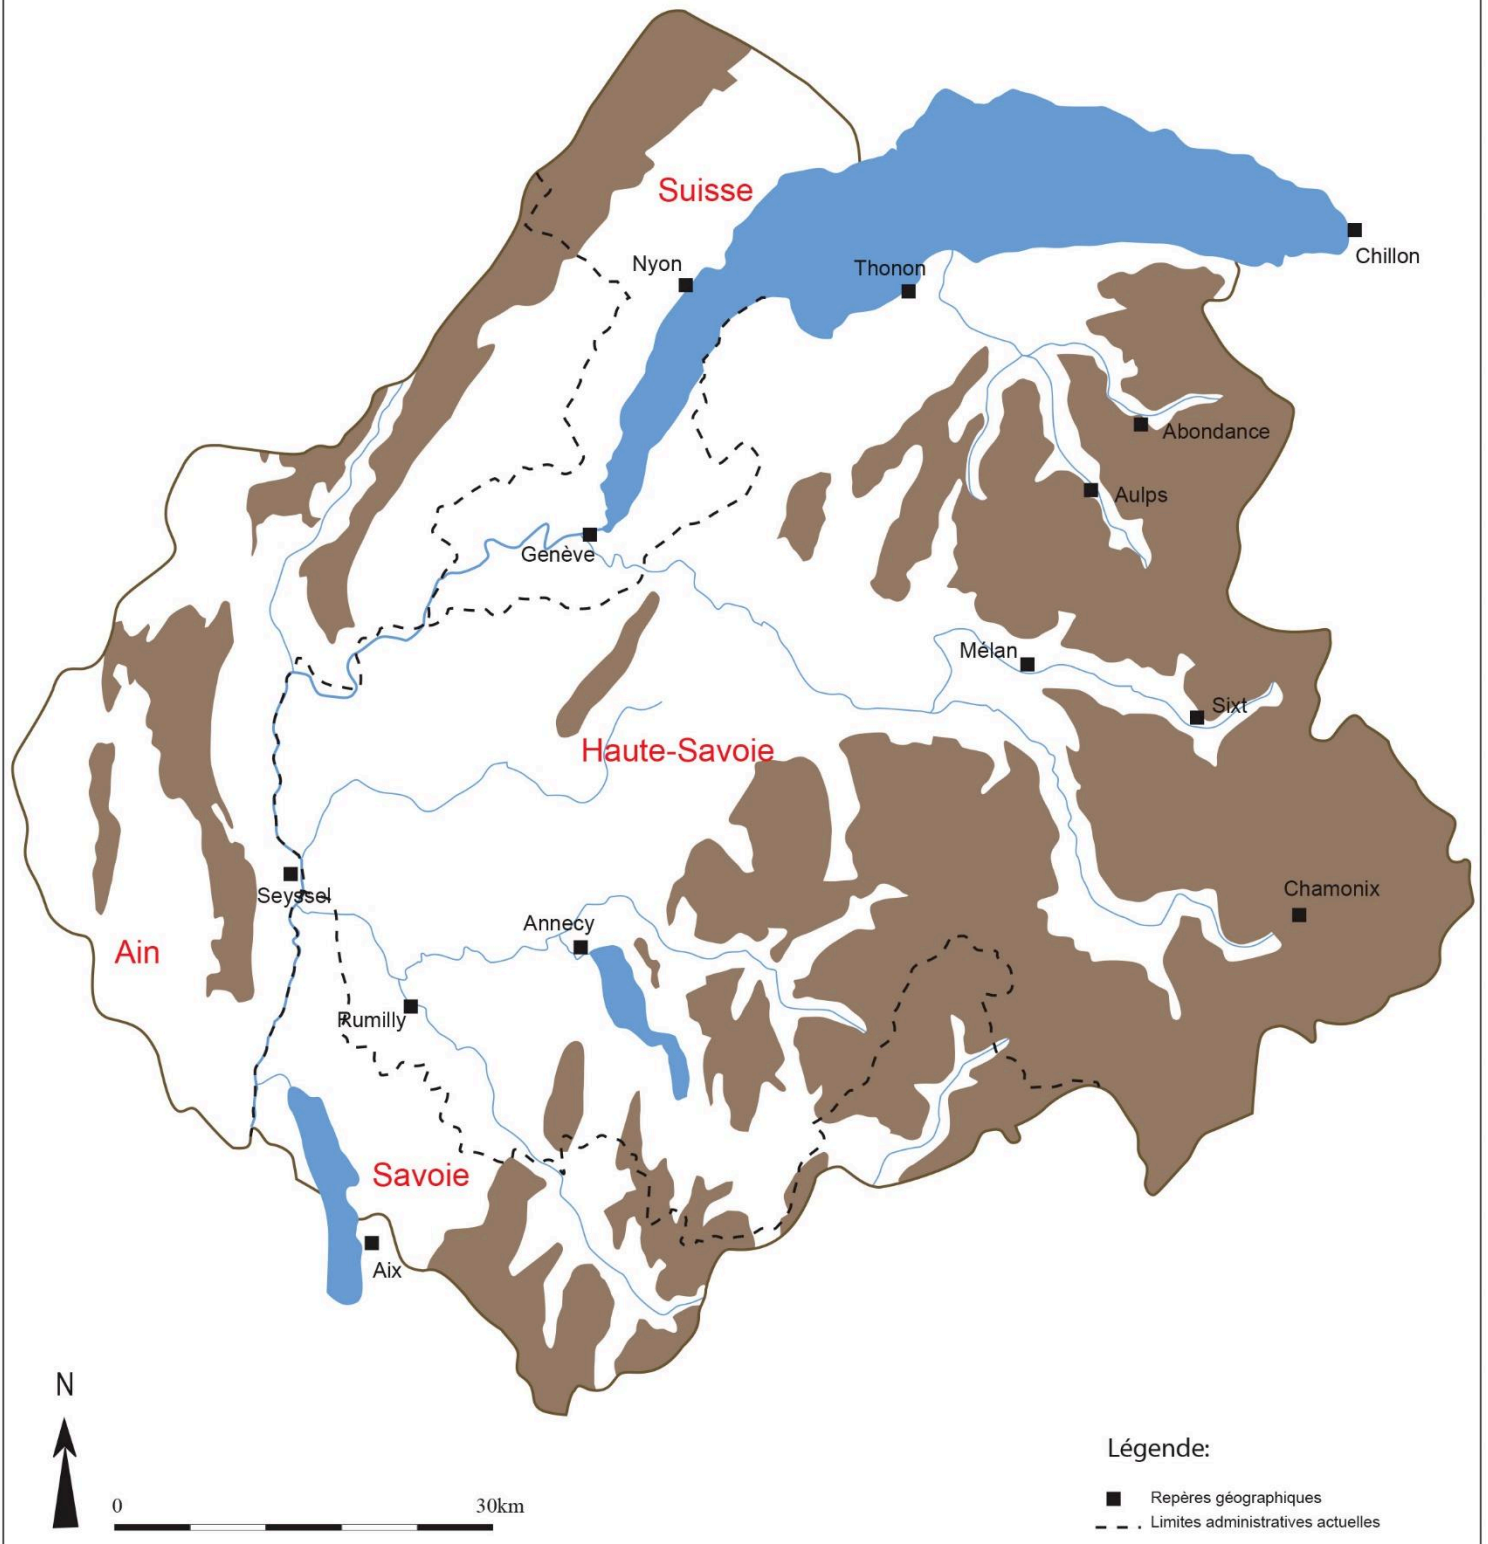 Suisse
Nyon
Thonon
Chillon
Abondance
Aulps
Genève
Mélan
Sixt
Haute-Savoie
Seyssel
Chamonix
Annecy
Ain
Rumilly
Savoie
Aix
N
0 30km
Légende:
Repères géographiques
Limites administratives actuelles